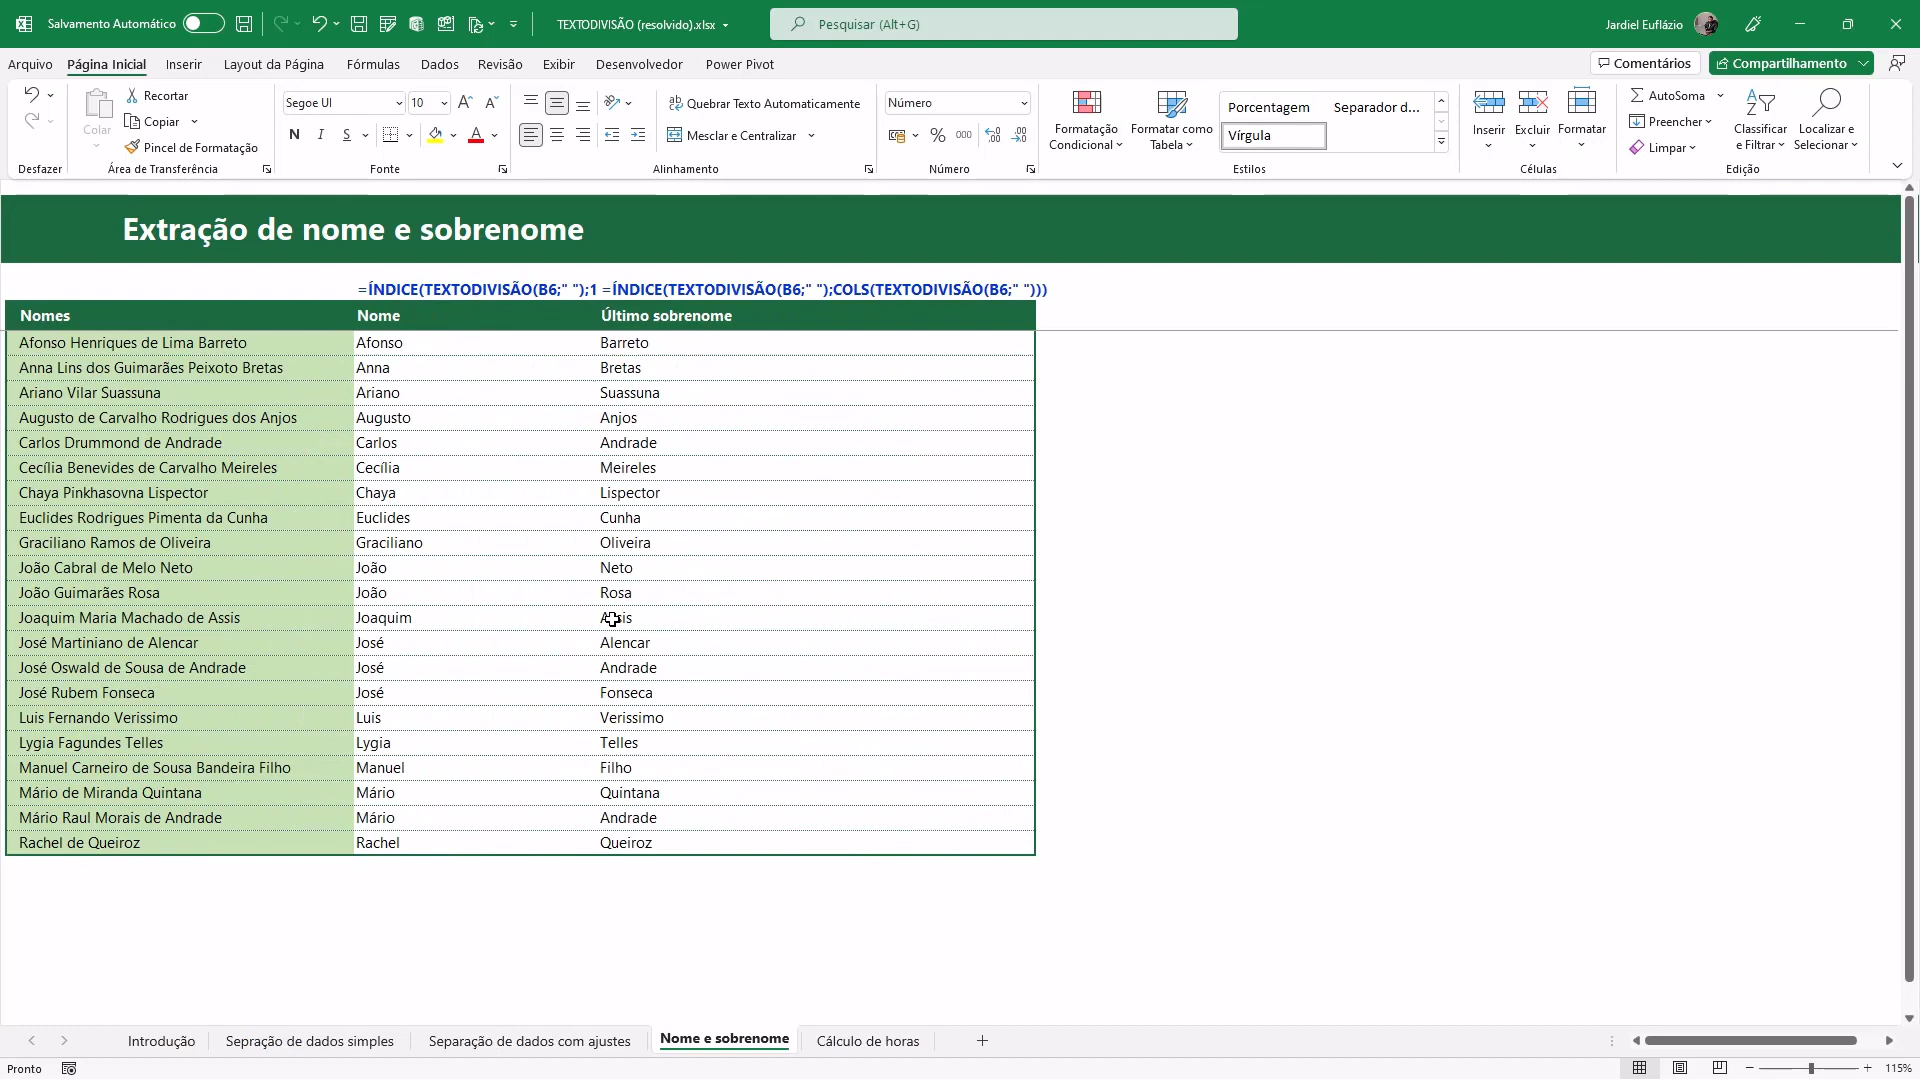 Salvamento Automático
TEXTODIVISÃO (resolvido).xlsx
Pesquisar (Alt+G)
Jardiel Euflázio
Arquivo Página Inicial Inserir Layout da Página Fórmulas Dados Revisão Exibir Desenvolvedor Power Pivot
Comentários Compartilhamento
Colar
Recortar
Copiar
Pincel de Formatação
Segoe UI 10
N I S
Quebrar Texto Automaticamente
Mesclar e Centralizar
Número
% 000
Formatação Condicional
Formatar como Tabela
Porcentagem Separador d...
Vírgula
Inserir Excluir Formatar
AutoSoma
Preencher
Limpar
Classificar e Filtrar
Localizar e Selecionar
Desfazer Área de Transferência Fonte Alinhamento Número Estilos Células Edição
Extração de nome e sobrenome
=ÍNDICE(TEXTODIVISÃO(B6;" ");1 =ÍNDICE(TEXTODIVISÃO(B6;" ");COLS(TEXTODIVISÃO(B6;" ")))
Nomes Nome Último sobrenome
Afonso Henriques de Lima Barreto Afonso Barreto
Anna Lins dos Guimarães Peixoto Bretas Anna Bretas
Ariano Vilar Suassuna Ariano Suassuna
Augusto de Carvalho Rodrigues dos Anjos Augusto Anjos
Carlos Drummond de Andrade Carlos Andrade
Cecília Benevides de Carvalho Meireles Cecília Meireles
Chaya Pinkhasovna Lispector Chaya Lispector
Euclides Rodrigues Pimenta da Cunha Euclides Cunha
Graciliano Ramos de Oliveira Graciliano Oliveira
João Cabral de Melo Neto João Neto
João Guimarães Rosa João Rosa
Joaquim Maria Machado de Assis Joaquim Assis
José Martiniano de Alencar José Alencar
José Oswald de Sousa de Andrade José Andrade
José Rubem Fonseca José Fonseca
Luis Fernando Verissimo Luis Verissimo
Lygia Fagundes Telles Lygia Telles
Manuel Carneiro de Sousa Bandeira Filho Manuel Filho
Mário de Miranda Quintana Mário Quintana
Mário Raul Morais de Andrade Mário Andrade
Rachel de Queiroz Rachel Queiroz
Introdução Sepração de dados simples Separação de dados com ajustes Nome e sobrenome Cálculo de horas
Pronto
115%